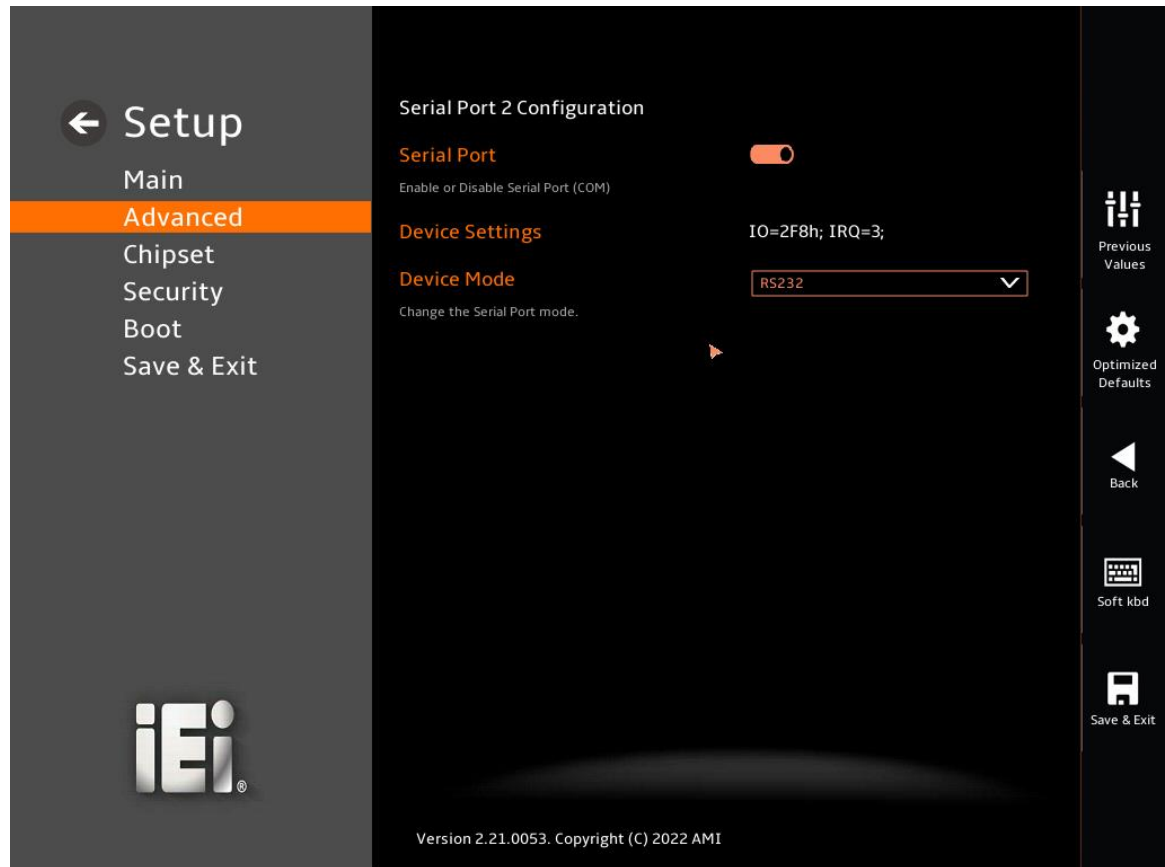 Setup
Main
Advanced
Chipset
Security
Boot
Save & Exit
iEi®
Serial Port 2 Configuration
Serial Port
Enable or Disable Serial Port (COM)
Device Settings IO=2F8h; IRQ=3;
Device Mode RS232
Change the Serial Port mode.
Version 2.21.0053. Copyright (C) 2022 AMI
Previous
Values
Optimized
Defaults
Back
Soft kbd
Save & Exit